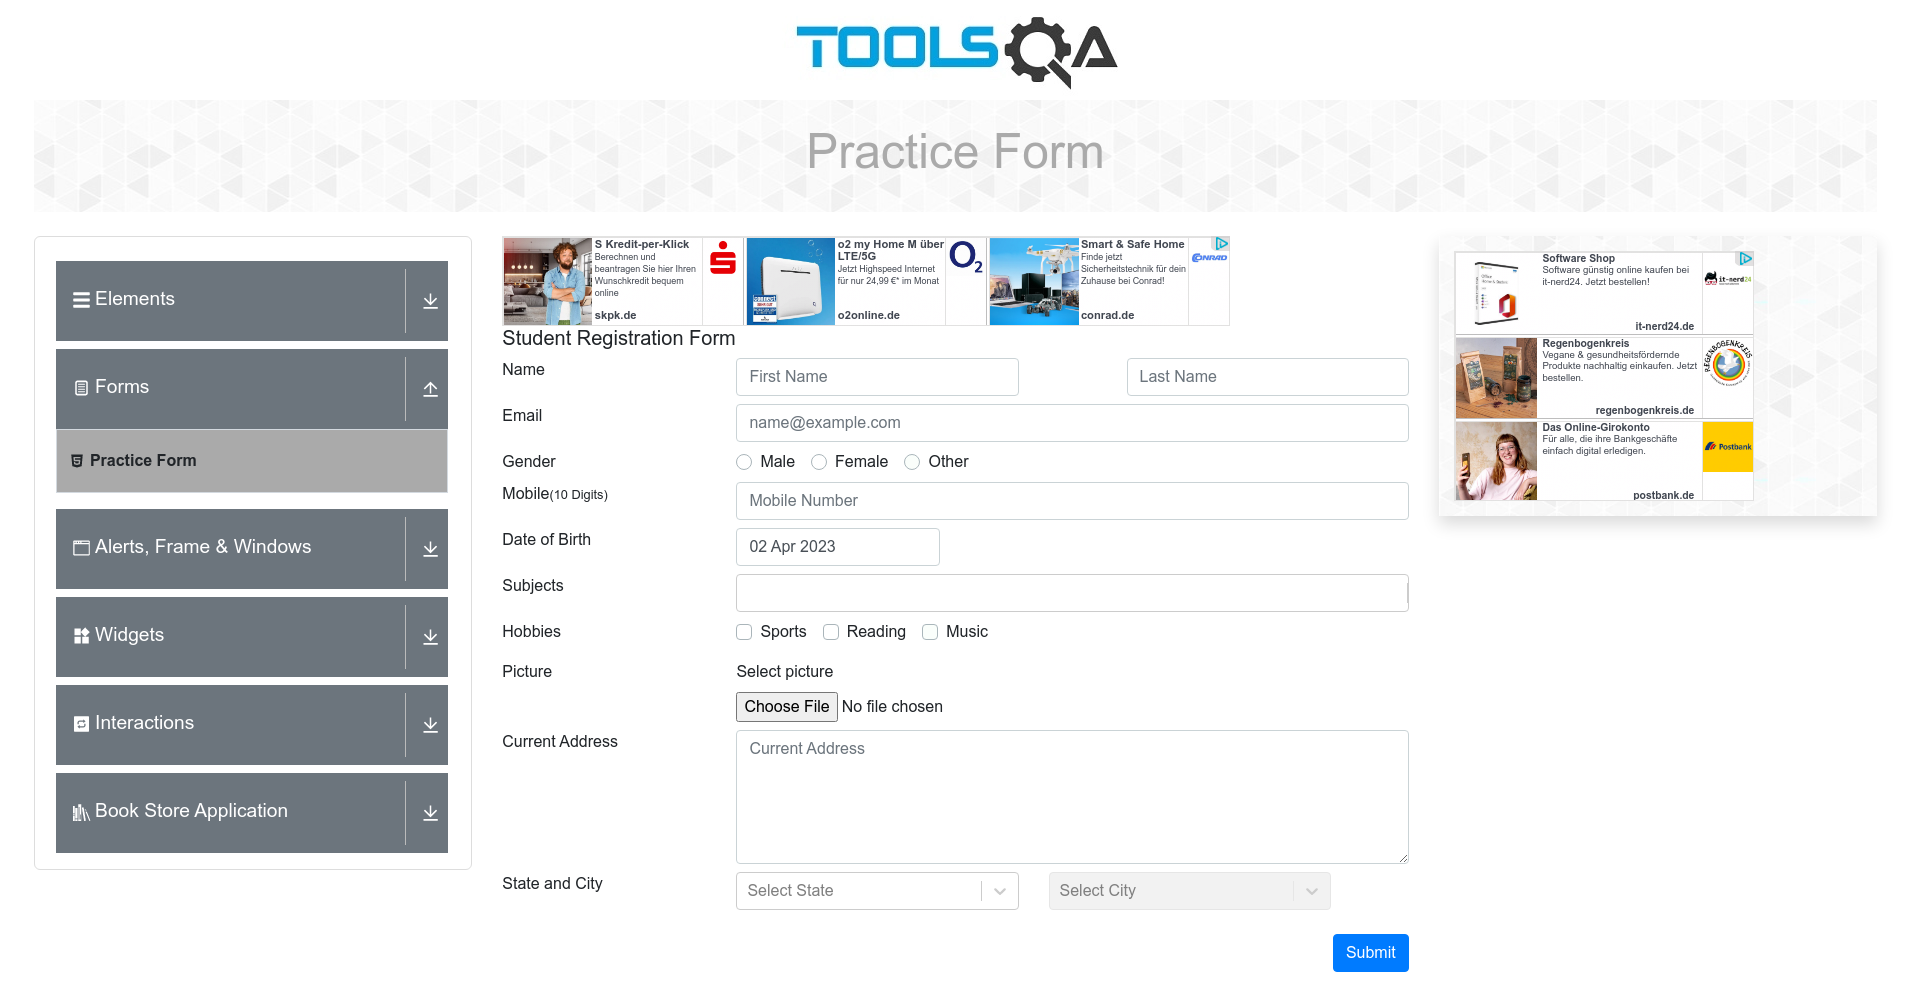 TOOLSQA
Practice Form
Elements
Forms
Practice Form
Alerts, Frame & Windows
Widgets
Interactions
Book Store Application
S Kredit-per-Klick
Berechnen und
beantragen Sie hier Ihren
Wunschkredit bequem
online
skpk.de
o2 my Home M über
LTE/5G
Jetzt Highspeed Internet
für nur 24,99 €* im Monat
o2online.de
O2
Smart & Safe Home
Finde jetzt
Sicherheitstechnik für dein
Zuhause bei Conrad!
conrad.de
CONRAD
Student Registration Form
Name
First Name
Last Name
Email
name@example.com
Gender
Male
Female
Other
Mobile(10 Digits)
Mobile Number
Date of Birth
02 Apr 2023
Subjects
Hobbies
Sports
Reading
Music
Picture
Select picture
Choose File No file chosen
Current Address
Current Address
State and City
Select State
Select City
Submit
Software Shop
Software günstig online kaufen bei
it-nerd24. Jetzt bestellen!
it-nerd24.de
it-nerd24
Regenbogenkreis
Vegane & gesundheitsfördernde
Produkte nachhaltig einkaufen. Jetzt
bestellen.
regenbogenkreis.de
REGENBOGENKREIS
Das Online-Girokonto
Für alle, die ihre Bankgeschäfte
einfach digital erledigen.
postbank.de
Postbank